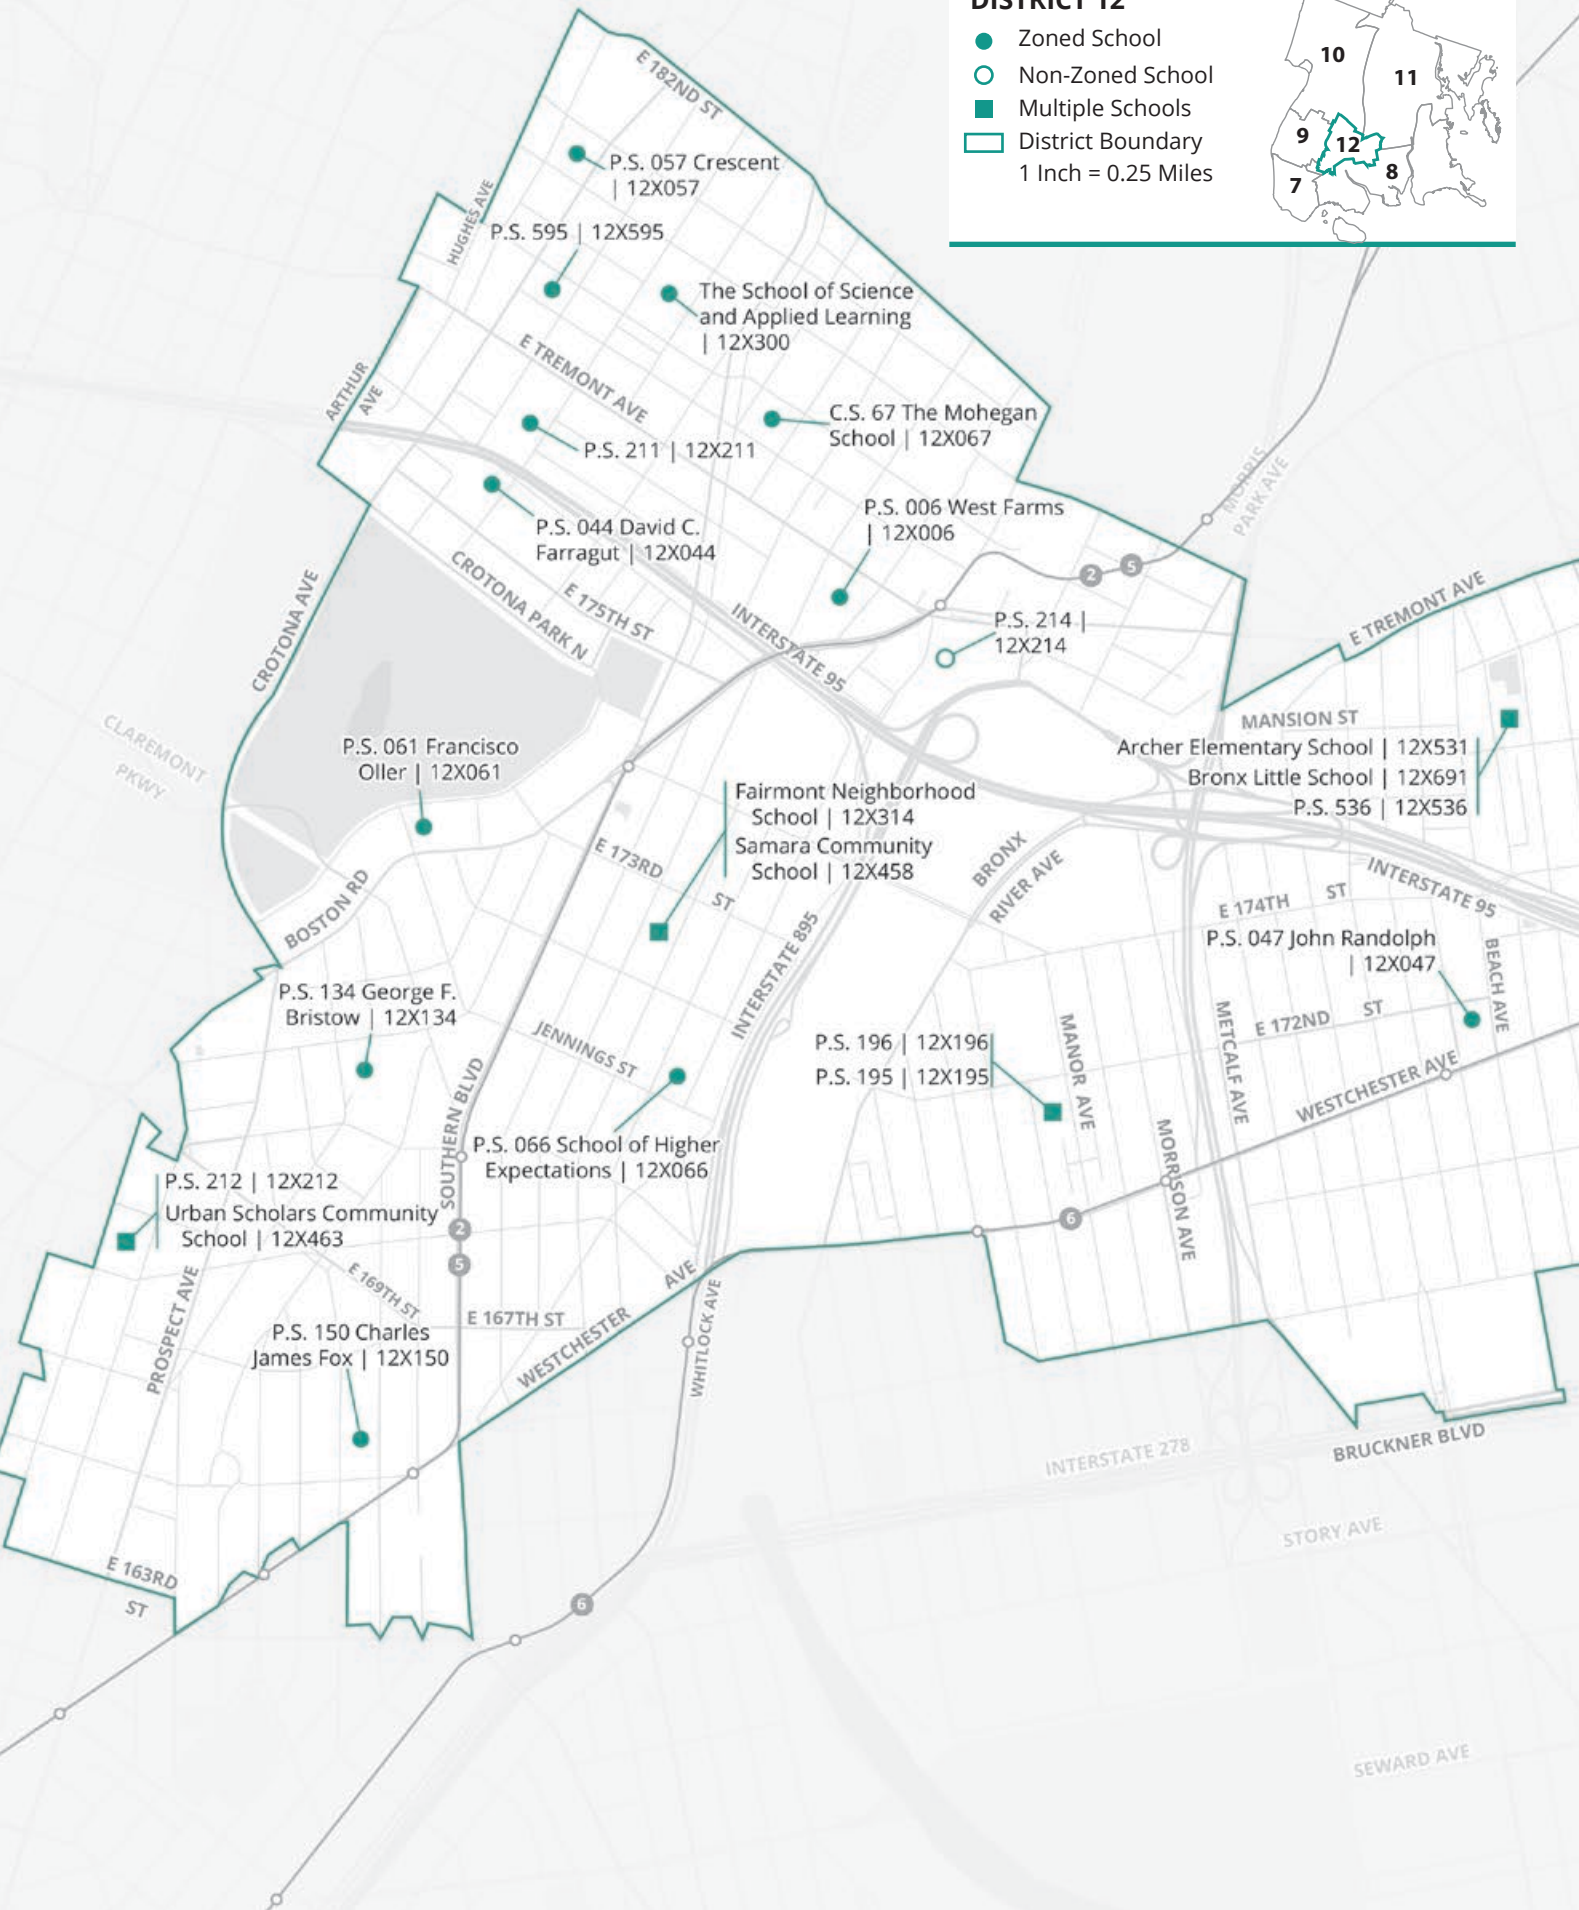 DISTRICT 12
Zoned School
Non-Zoned School
Multiple Schools
District Boundary
1 Inch = 0.25 Miles
10
11
9
12
8
7
E 182ND ST
P.S. 057 Crescent
| 12X057
HUGHES AVE
P.S. 595 | 12X595
The School of Science
and Applied Learning
| 12X300
E TREMONT AVE
ARTHUR
AVE
C.S. 67 The Mohegan
School | 12X067
P.S. 211 | 12X211
MORRIS
PARK AVE
P.S. 006 West Farms
| 12X006
P.S. 044 David C.
Farragut | 12X044
2
5
CROTONA PARK N
E 175TH ST
CROTONA AVE
INTERSTATE 95
P.S. 214 |
12X214
E TREMONT AVE
CLAREMONT
PKWY
MANSION ST
Archer Elementary School | 12X531
Bronx Little School | 12X691
P.S. 536 | 12X536
P.S. 061 Francisco
Oller | 12X061
Fairmont Neighborhood
School | 12X314
Samara Community
School | 12X458
E 173RD
ST
BRONX
RIVER AVE
INTERSTATE 95
E 174TH
ST
BOSTON RD
INTERSTATE 895
P.S. 047 John Randolph
| 12X047
BEACH AVE
P.S. 134 George F.
Bristow | 12X134
JENNINGS ST
P.S. 196 | 12X196
P.S. 195 | 12X195
MANOR AVE
METCALF AVE
E 172ND
ST
WESTCHESTER AVE
SOUTHERN BLVD
P.S. 066 School of Higher
Expectations | 12X066
MORRISON AVE
P.S. 212 | 12X212
Urban Scholars Community
School | 12X463
2
5
6
PROSPECT AVE
E 169TH ST
E 167TH ST
WESTCHESTER
AVE
WHITLOCK AVE
P.S. 150 Charles
James Fox | 12X150
INTERSTATE 278
BRUCKNER BLVD
STORY AVE
E 163RD
ST
6
SEWARD AVE